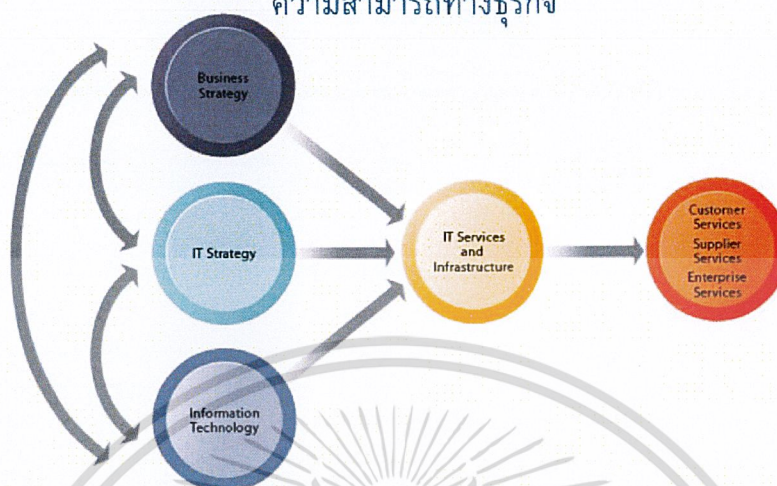 ความสามารถทางธุรกิจ
Business
Strategy
IT Strategy
Information
Technology
IT Services
and
Infrastructure
Customer
Services
Supplier
Services
Enterprise
Services